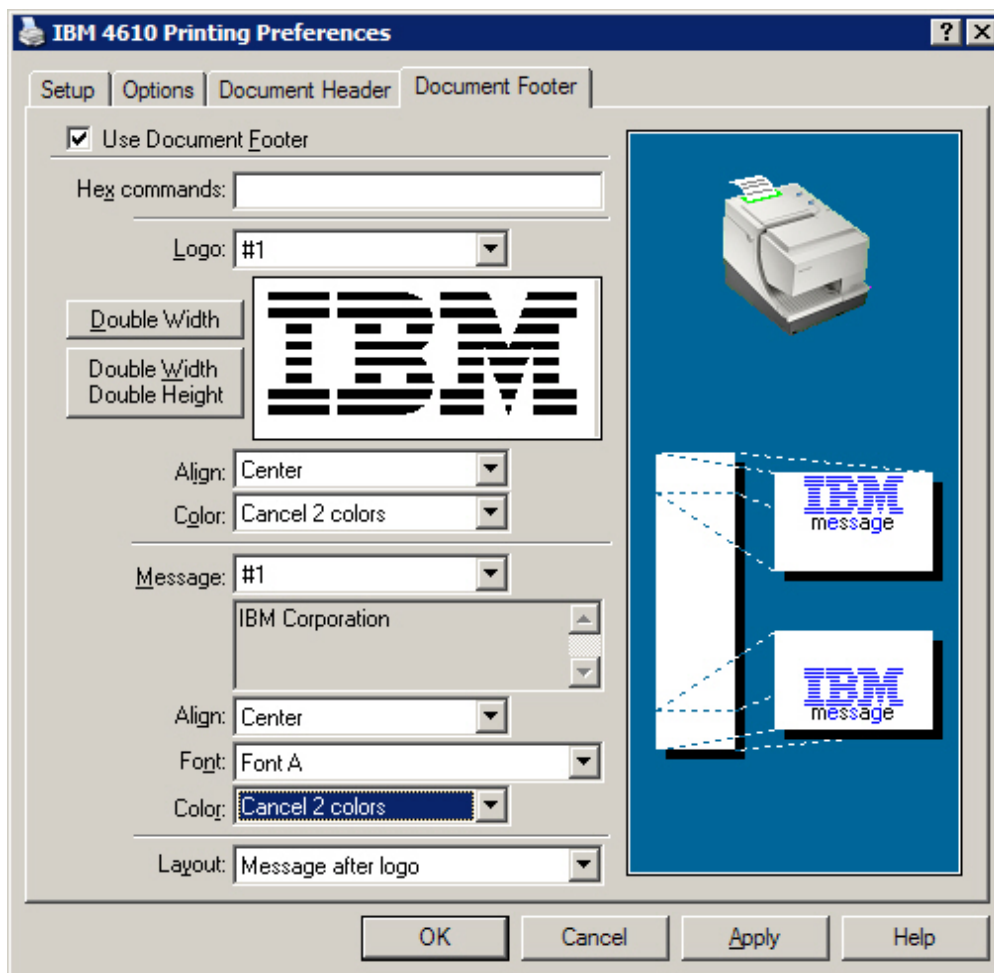 IBM 4610 Printing Preferences
Setup Options Document Header Document Footer
Use Document Footer
Hex commands:
Logo: #1
Double Width
Double Width
Double Height
IBM
Align: Center
Color: Cancel 2 colors
Message: #1
IBM Corporation
Align: Center
Font: Font A
Color: Cancel 2 colors
Layout: Message after logo
IBM
message
IBM
message
OK Cancel Apply Help